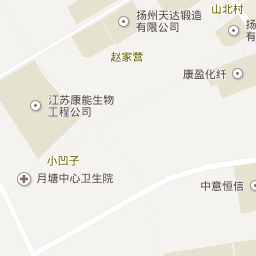 山北村
扬州天达锻造
有限公司
扬
有
赵家营
康盈化纤
江苏康能生物
工程公司
小凹子
月塘中心卫生院
中意恒信